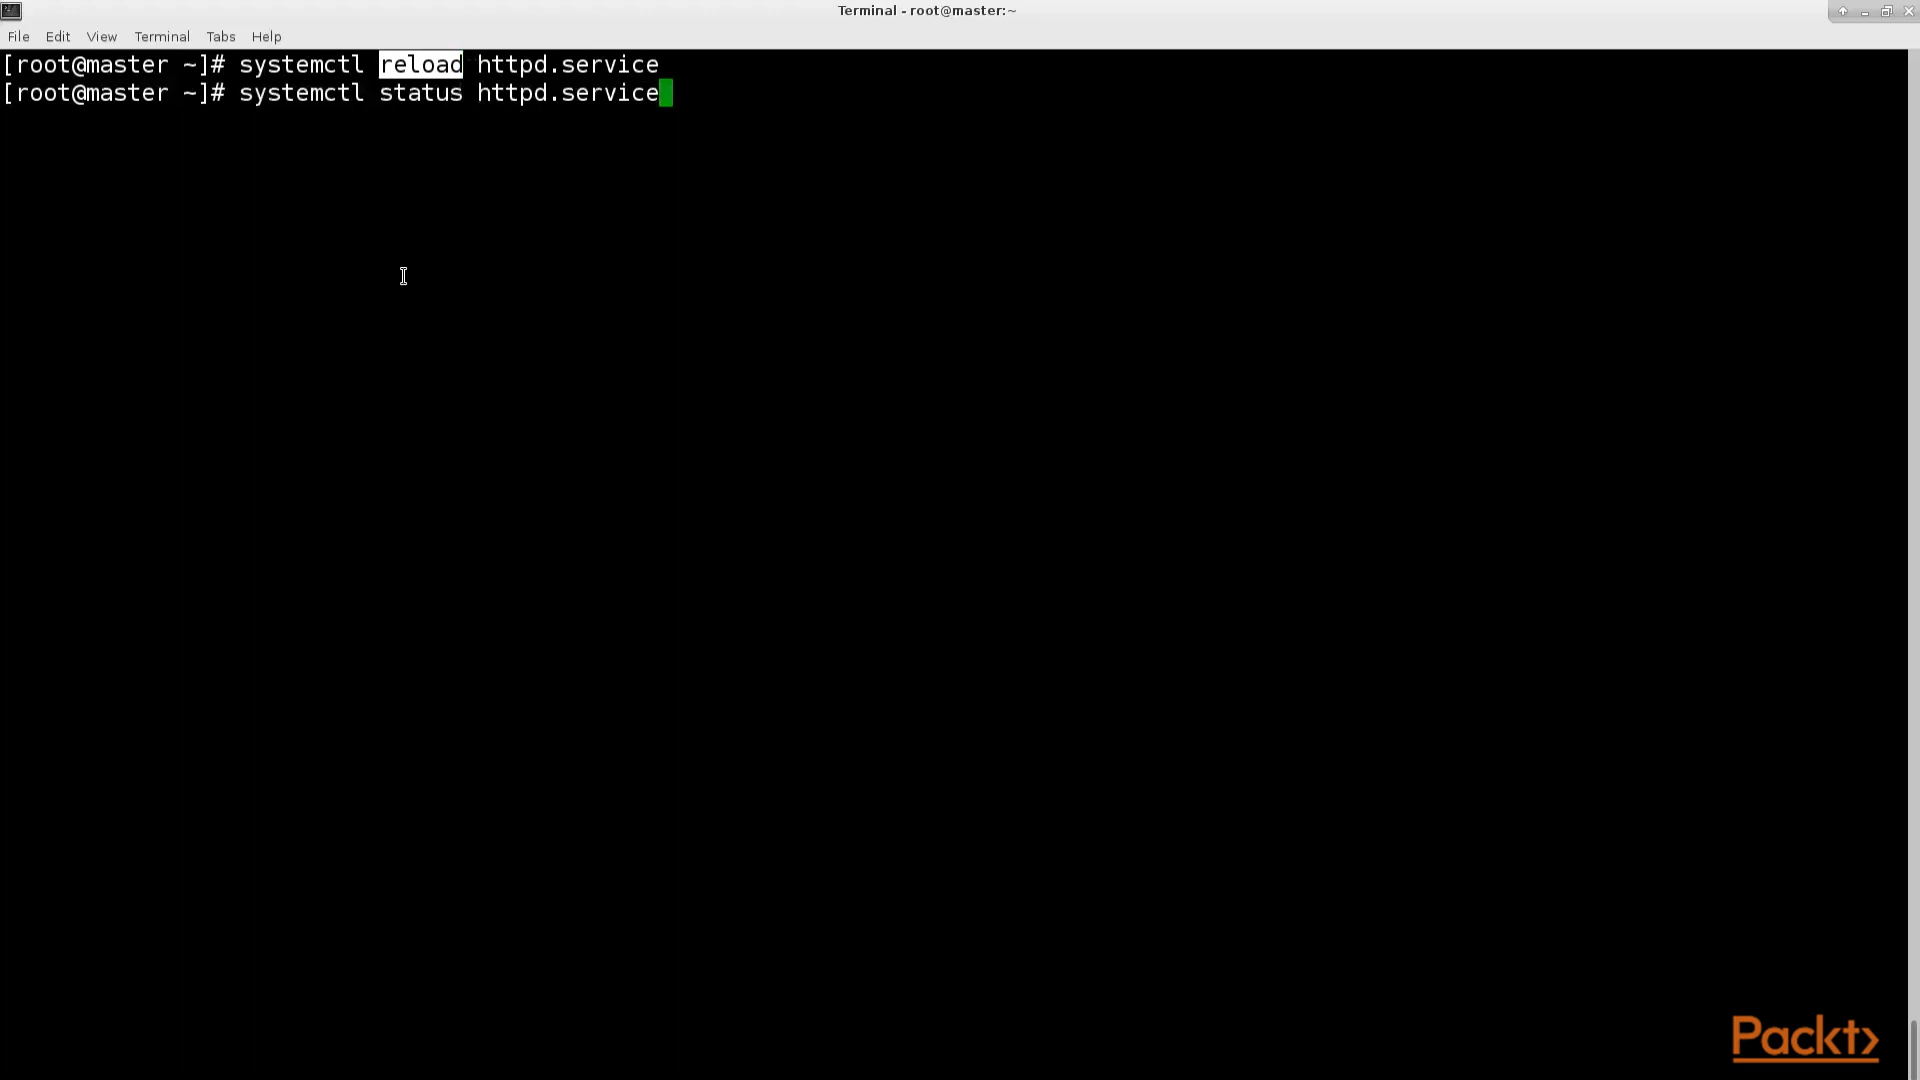 Terminal - root@master:~
File Edit View Terminal Tabs Help
[root@master ~]# systemctl reload httpd.service
[root@master ~]# systemctl status httpd.service
Packt>